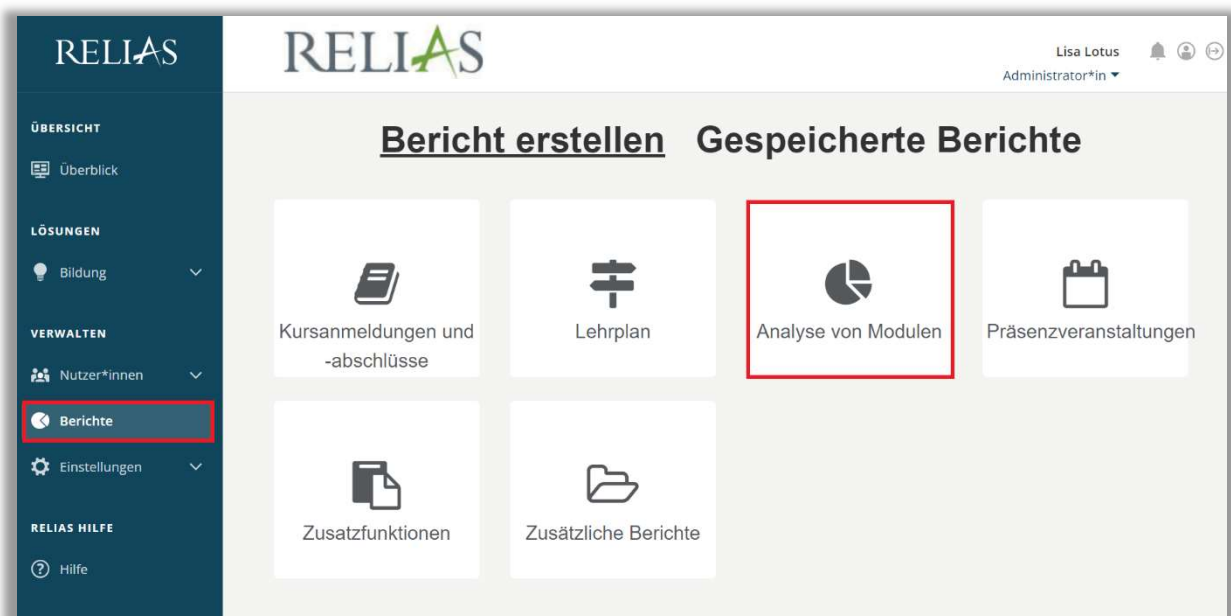 RELIAS
RELIAS
Lisa Lotus
Administrator*in
ÜBERSICHT
Überblick
LÖSUNGEN
Bildung
VERWALTEN
Nutzer*innen
Berichte
Einstellungen
RELIAS HILFE
Hilfe
Bericht erstellen Gespeicherte Berichte
Kursanmeldungen und
-abschlüsse
Lehrplan
Analyse von Modulen
Präsenzveranstaltungen
Zusatzfunktionen
Zusätzliche Berichte